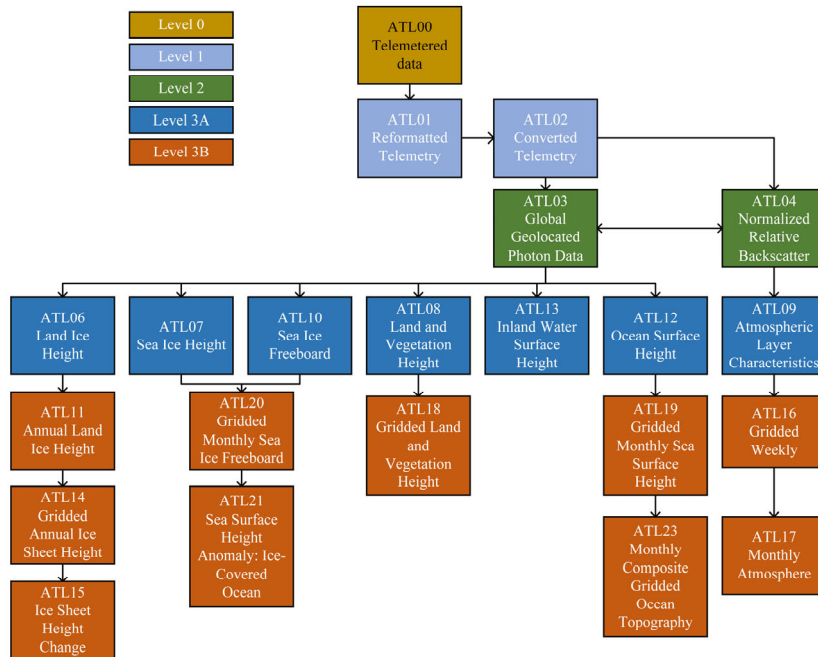 Level 0
Level 1
Level 2
Level 3A
Level 3B
ATL00
Telemetered
data
ATL01
Reformatted
Telemetry
ATL02
Converted
Telemetry
ATL03
Global
Geolocated
Photon Data
ATL04
Normalized
Relative
Backscatter
ATL06
Land Ice
Height
ATL07
Sea Ice Height
ATL10
Sea Ice
Freeboard
ATL08
Land and
Vegetation
Height
ATL13
Inland Water
Surface
Height
ATL12
Ocean Surface
Height
ATL09
Atmospheric
Layer
Characteristics
ATL11
Annual Land
Ice Height
ATL20
Gridded
Monthly Sea
Ice Freeboard
ATL18
Gridded Land
and
Vegetation
Height
ATL19
Gridded
Monthly Sea
Surface
Height
ATL16
Gridded
Weekly
ATL14
Gridded
Annual Ice
Sheet Height
ATL21
Sea Surface
Height
Anomaly: Ice-
Covered
Ocean
ATL23
Monthly
Composite
Gridded
Ocean
Topography
ATL17
Monthly
Atmosphere
ATL15
Ice Sheet
Height
Change